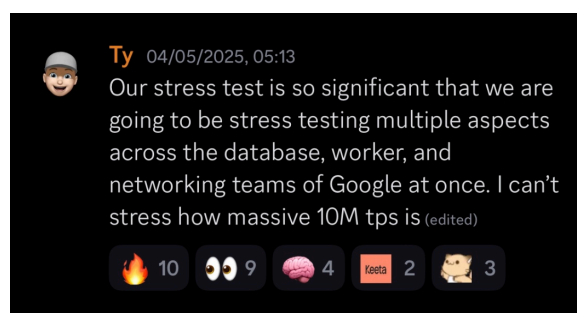 Ty 04/05/2025, 05:13
Our stress test is so significant that we are
going to be stress testing multiple aspects
across the database, worker, and
networking teams of Google at once. I can’t
stress how massive 10M tps is (edited)
10 9 4 Keeta 2 3